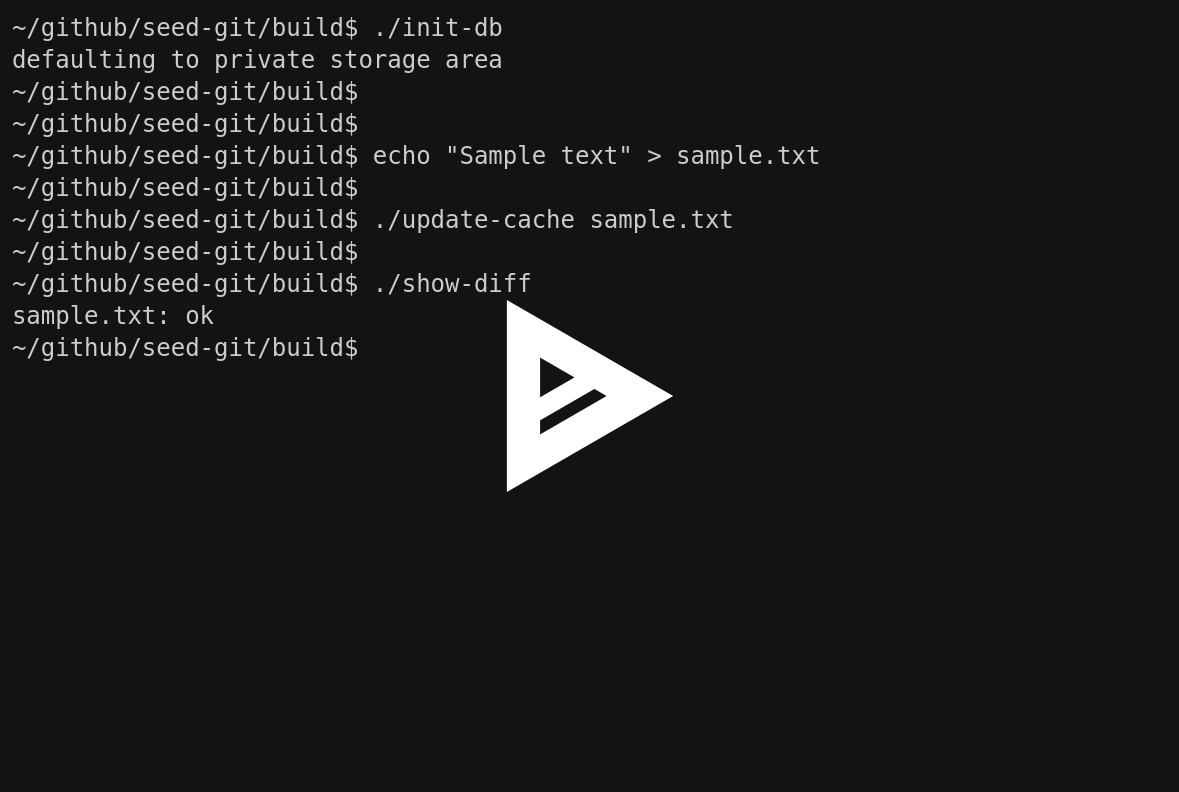 ~/github/seed-git/build$ ./init-db
defaulting to private storage area
~/github/seed-git/build$
~/github/seed-git/build$
~/github/seed-git/build$ echo "Sample text" > sample.txt
~/github/seed-git/build$
~/github/seed-git/build$ ./update-cache sample.txt
~/github/seed-git/build$
~/github/seed-git/build$ ./show-diff
sample.txt: ok
~/github/seed-git/build$